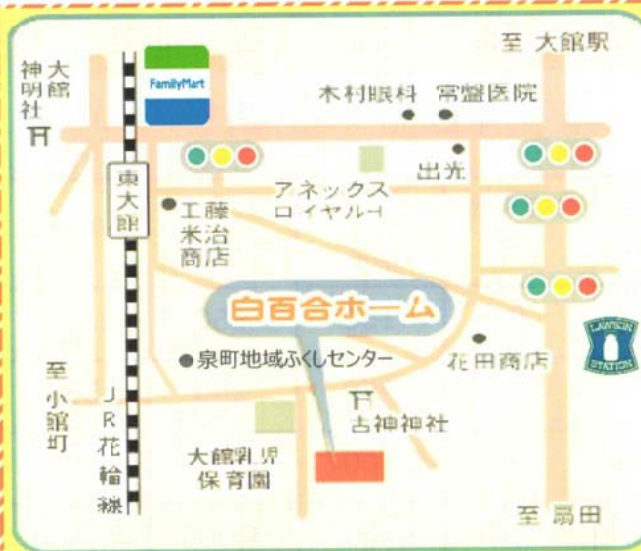 至 大館駅
大館
神明社
FamilyMart
木村眼科 常盤医院
出光
アネックス
ロイヤルヰ
東大館
工藤
米治
商店
白百合ホーム
LAWSON
STATION
●泉町地域ふくしセンター
花田商店
至 小館町
JR花輪線
古神神社
大館乳児
保育園
至 扇田